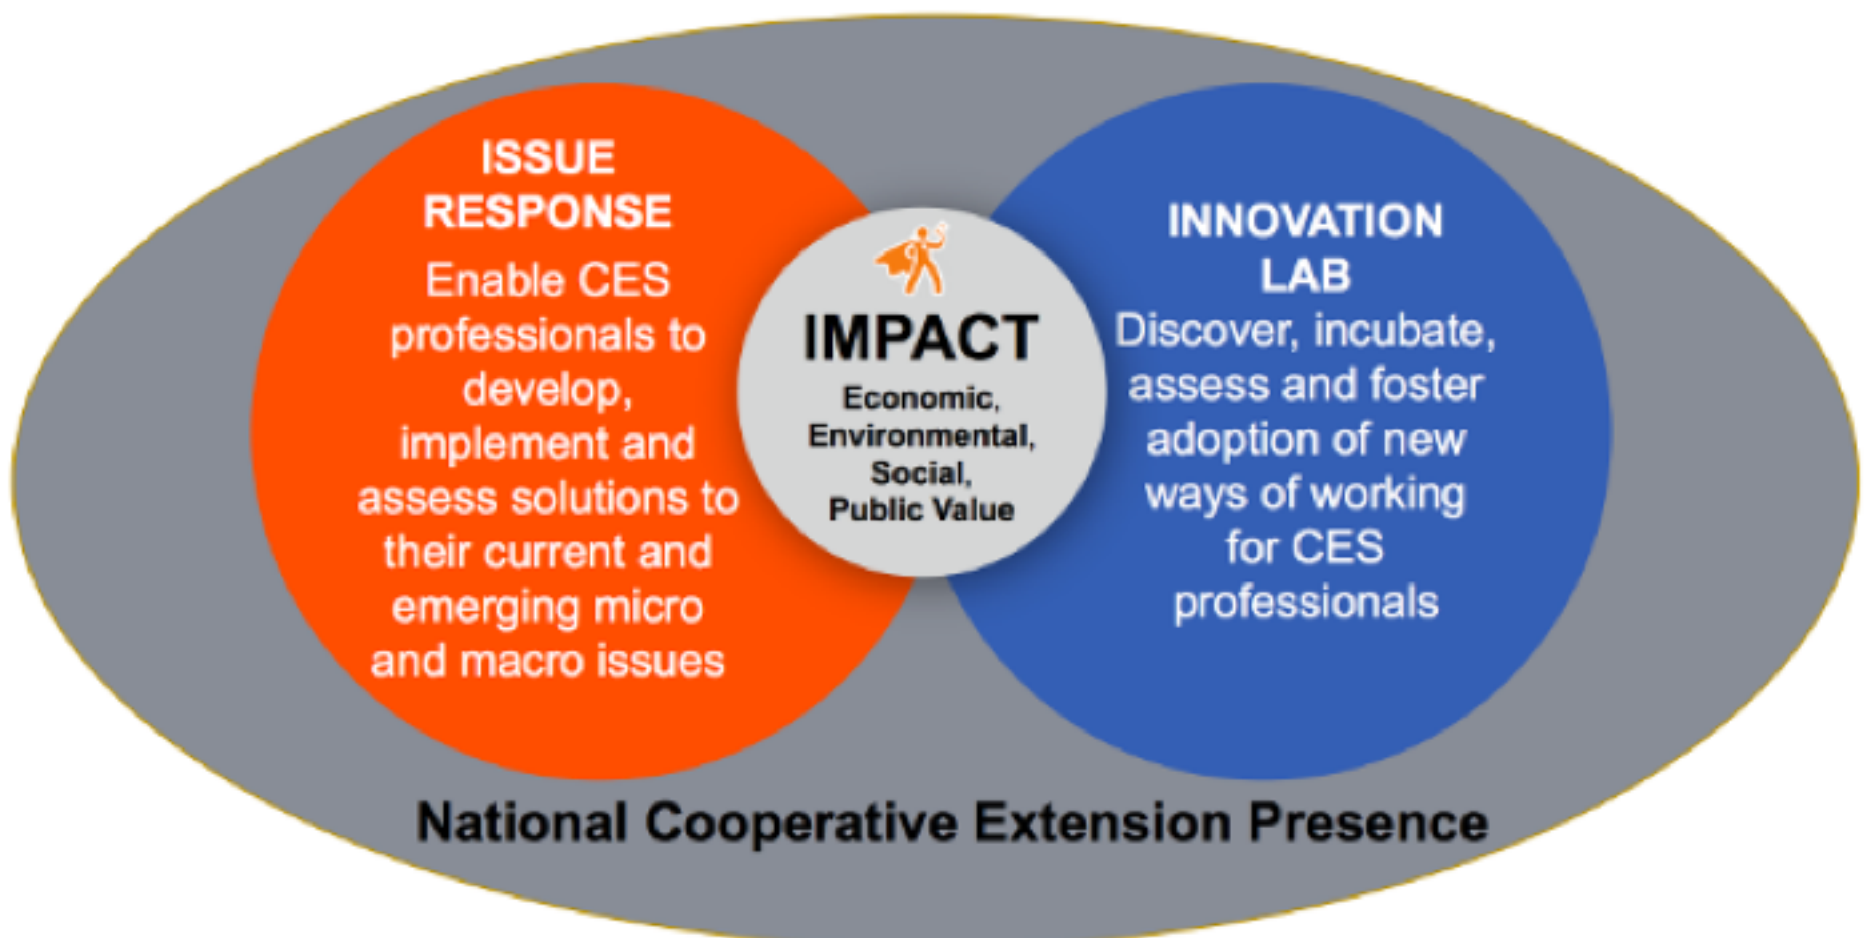 ISSUE
RESPONSE
Enable CES
professionals to
develop,
implement and
assess solutions to
their current and
emerging micro
and macro issues
IMPACT
Economic,
Environmental,
Social,
Public Value
INNOVATION
LAB
Discover, incubate,
assess and foster
adoption of new
ways of working
for CES
professionals
National Cooperative Extension Presence